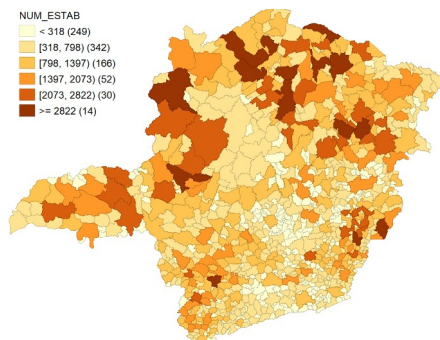 NUM_ESTAB
< 318 (249)
[318, 798) (342)
[798, 1397) (166)
[1397, 2073) (52)
[2073, 2822) (30)
>= 2822 (14)